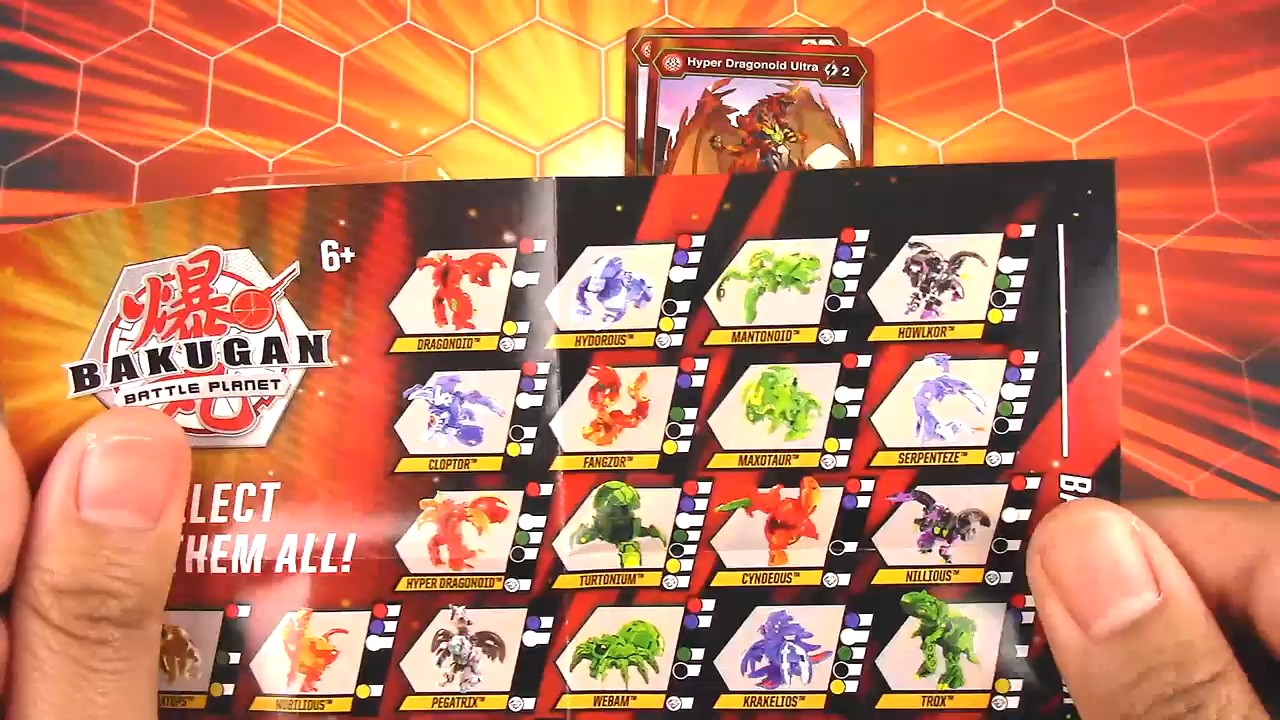 Hyper Dragonoid Ultra 2
爆
BAKUGAN
BATTLE PLANET
6+
DRAGONOID™
HYDOROUS™
MANTONOID™
HOWLKOR™
CLOPTOR™
FANGZOR™
MAXOTAUR™
SERPENTEZE™
LECT
HEM ALL!
HYPER DRAGONOID™
TURTONIUM™
CYNDEOUS™
NILLIOUS™
NOBILIOUS™
PEGATRIX™
WEBAM™
KRAKELIOS™
TROX™
BA